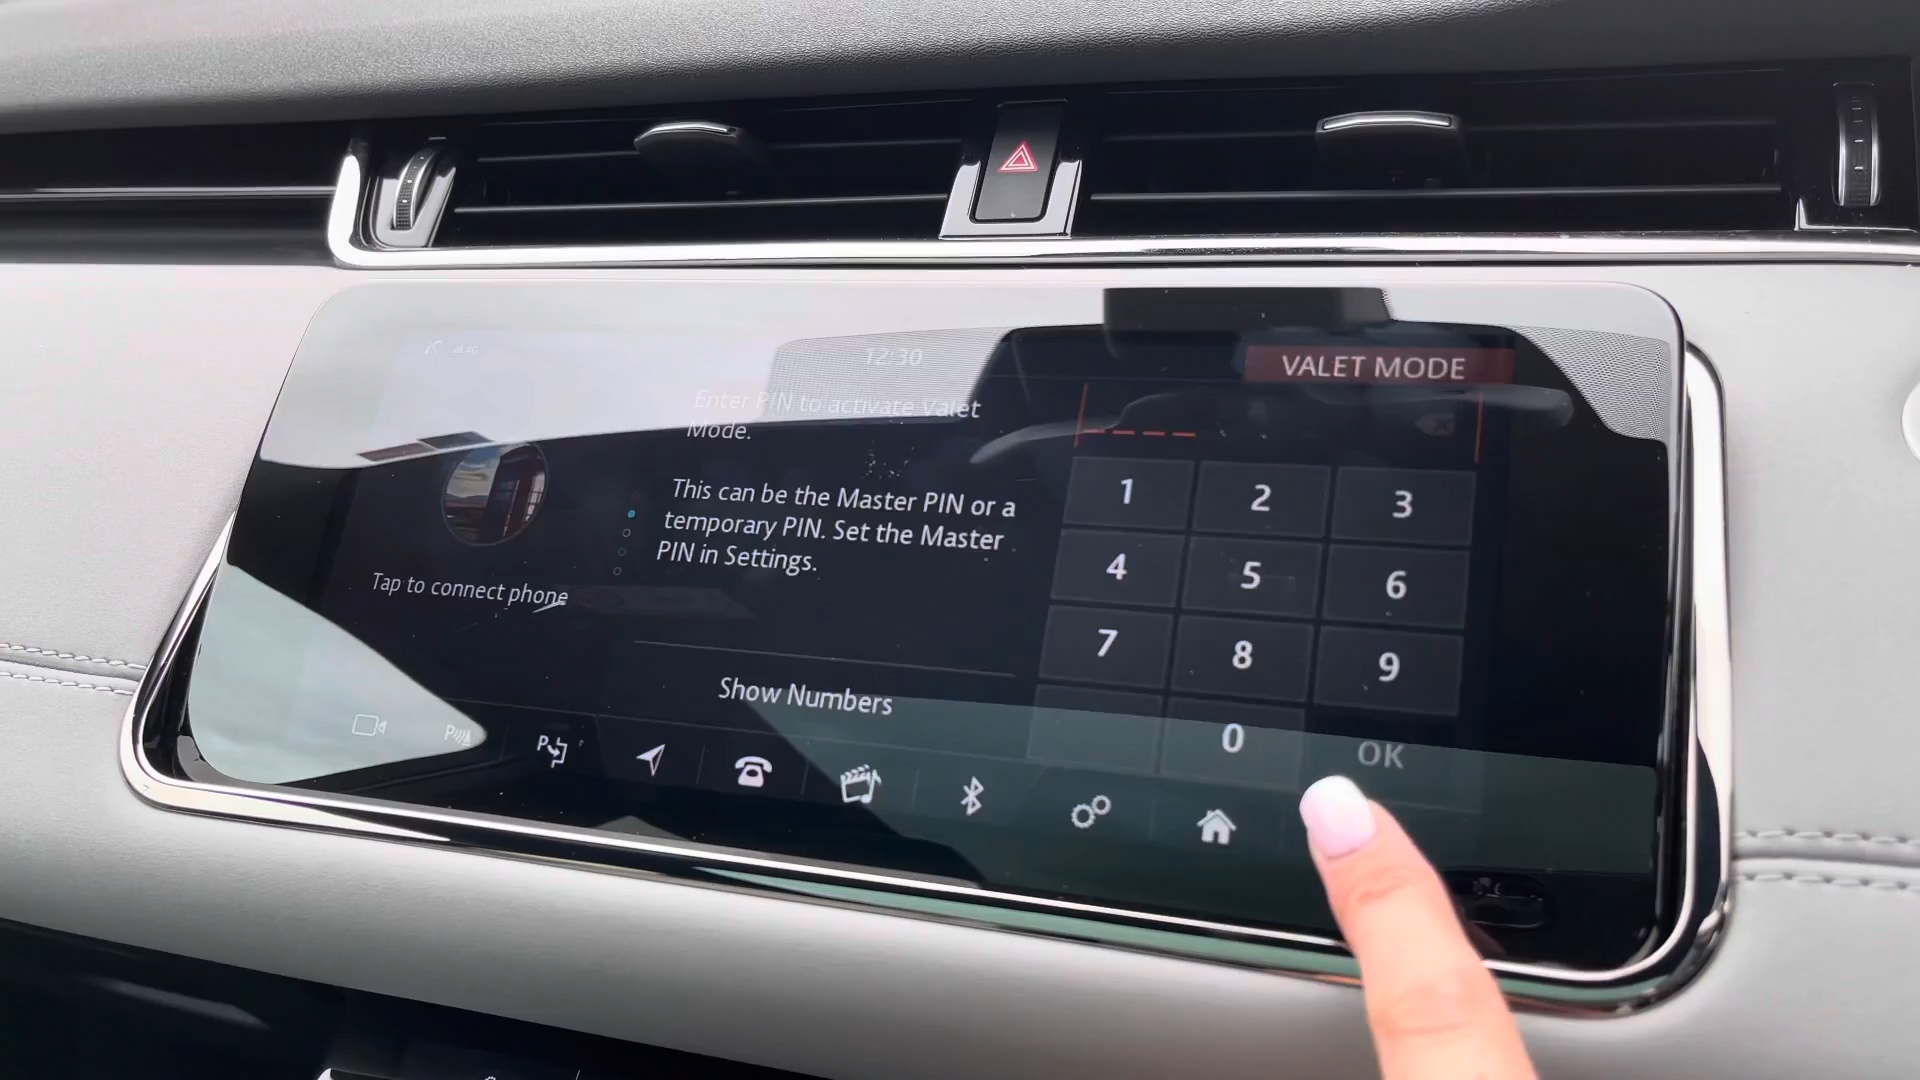 12:30
VALET MODE
Enter PIN to activate Valet
Mode.
This can be the Master PIN or a
temporary PIN. Set the Master
PIN in Settings.
Tap to connect phone
Show Numbers
1 2 3
4 5 6
7 8 9
0 OK
P
P